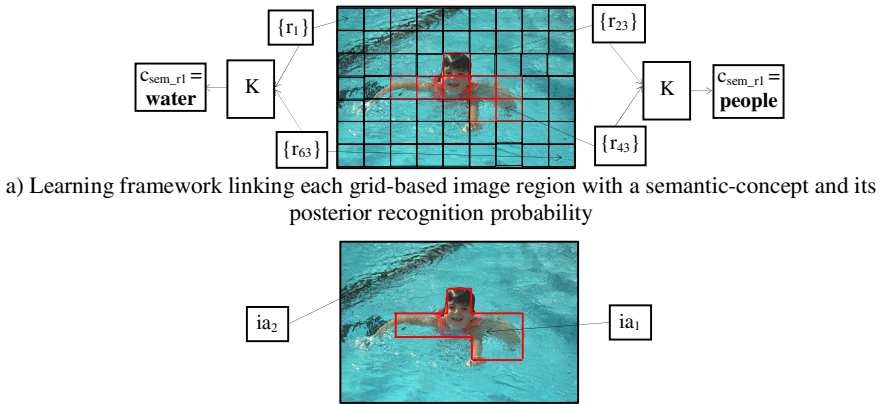 {r1}
{r23}
csem_r1 =
water
K
K
csem_r1 =
people
{r63}
{r43}
a) Learning framework linking each grid-based image region with a semantic-concept and its
posterior recognition probability
ia2
ia1